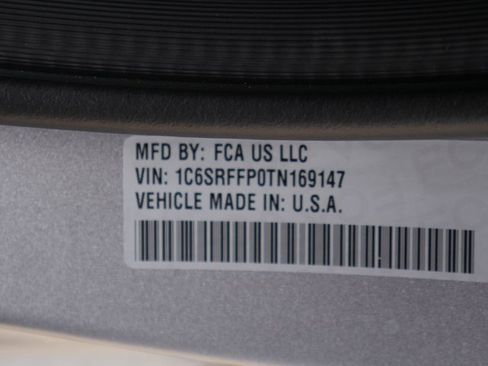 MFD BY: FCA US LLC
VIN: 1C6SRFFP0TN169147
VEHICLE MADE IN: U.S.A.